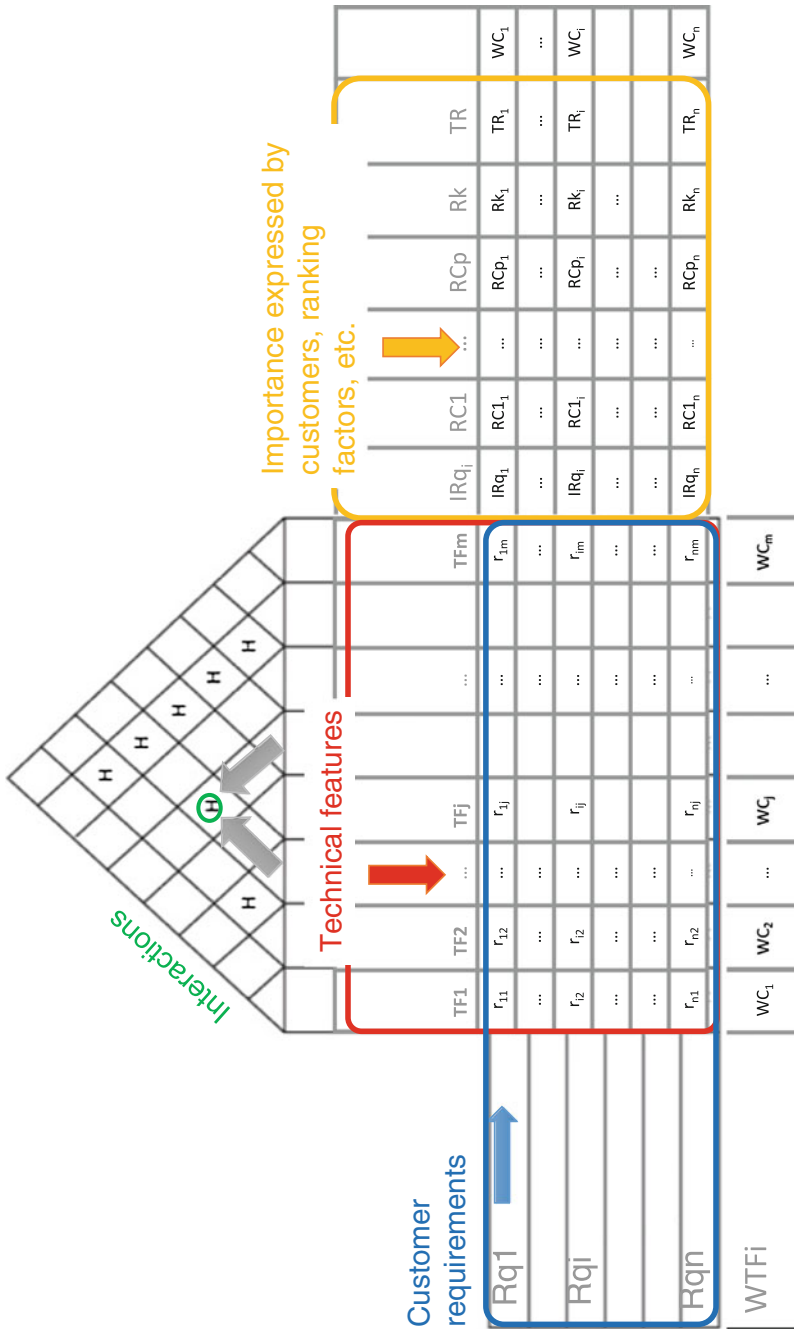 H
H
H
H H
H H
Interactions
Importance expressed by
customers, ranking
factors, etc.
Technical features
Customer
requirements
TF1 TF2 ... TFj ... TFm IRqᵢ RC1 ... RCp Rk TR
Rq1 r₁₁ r₁₂ ... r₁ⱼ ... r₁ₘ IRq₁ RC1₁ ... RCp₁ Rk₁ TR₁ WC₁
... ... ... ... ... ... ... ... ... ... ... ...
Rqi rᵢ₂ rᵢ₂ ... rᵢⱼ ... rᵢₘ IRqᵢ RC1ᵢ ... RCpᵢ Rkᵢ TRᵢ WCᵢ
... ... ... ... ... ... ... ... ... ...
... ... ... ... ... ... ... ... ...
Rqn rₙ₁ rₙ₂ ... rₙⱼ ... rₙₘ IRqₙ RC1ₙ ... RCpₙ Rkₙ TRₙ WCₙ
WTFi WC₁ WC₂ ... WCⱼ ... WCₘ